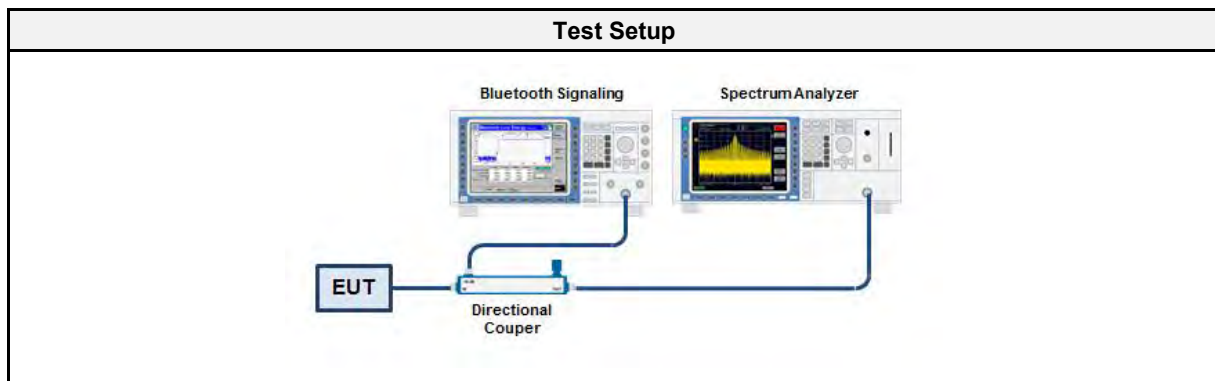 Test Setup
Bluetooth Signaling
Spectrum Analyzer
EUT
Directional
Couper